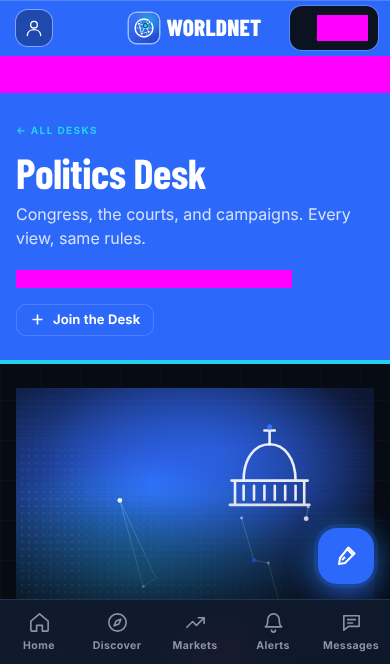 WORLDNET
← ALL DESKS
Politics Desk
Congress, the courts, and campaigns. Every
view, same rules.
+ Join the Desk
Home
Discover
Markets
Alerts
Messages